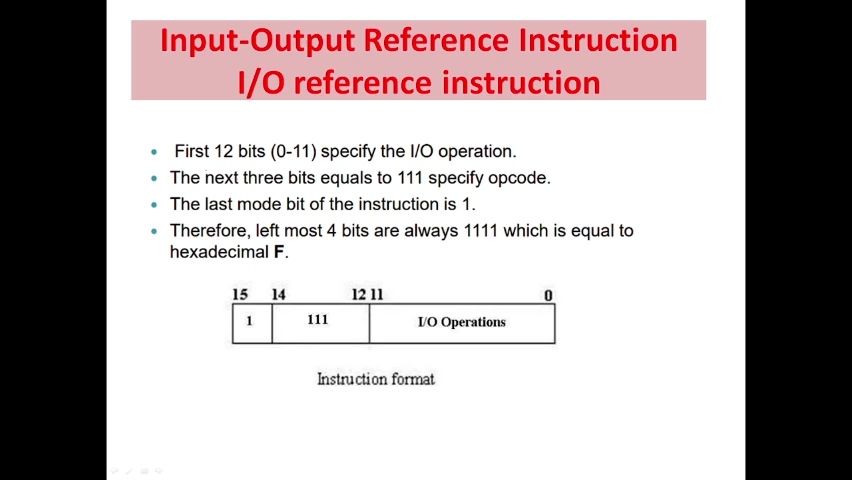 Input-Output Reference Instruction
I/O reference instruction
• First 12 bits (0-11) specify the I/O operation.
• The next three bits equals to 111 specify opcode.
• The last mode bit of the instruction is 1.
• Therefore, left most 4 bits are always 1111 which is equal to
hexadecimal F.
15 14 12 11 0
1 111 I/O Operations
Instruction format